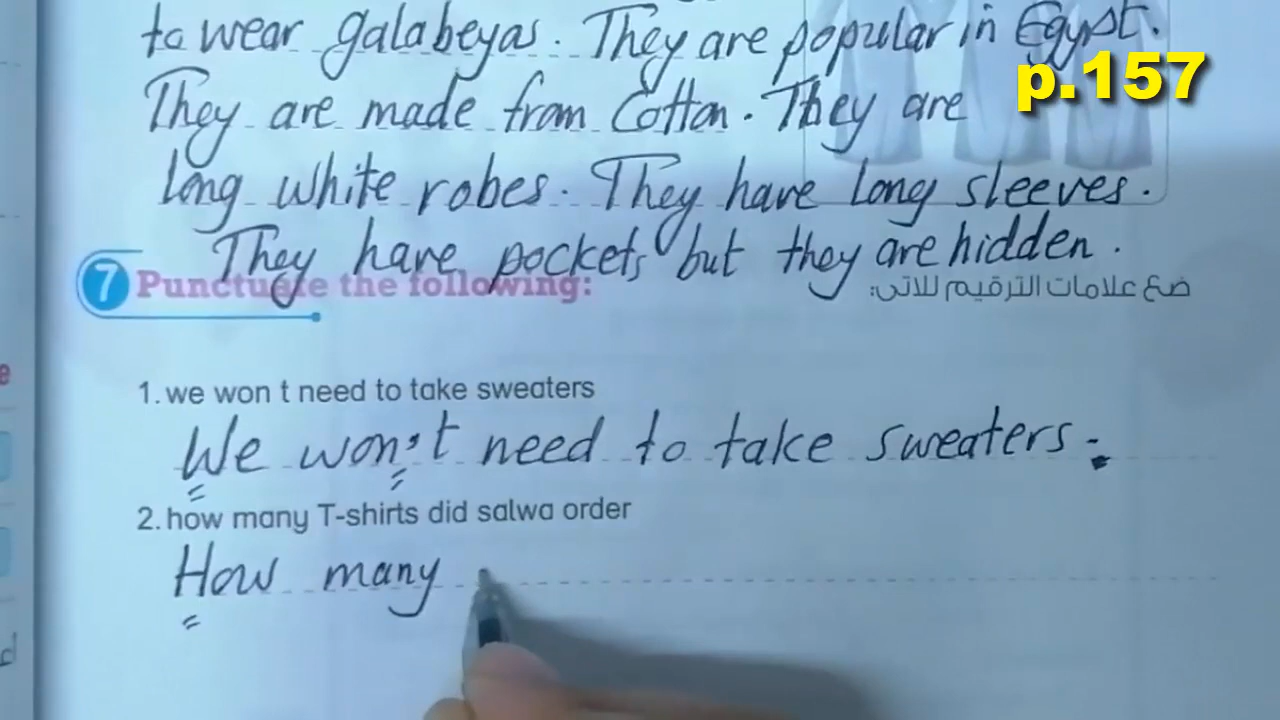 to wear galabeyas. They are popular in Egypt.
p.157
They are made from Cotton. They are
long white robes. They have long sleeves.
They have pockets but they are hidden.
7 Punctuate the following:
ضع علامات الترقيم للآتى:
1. we won t need to take sweaters
We won't need to take sweaters.
2. how many T-shirts did salwa order
How many